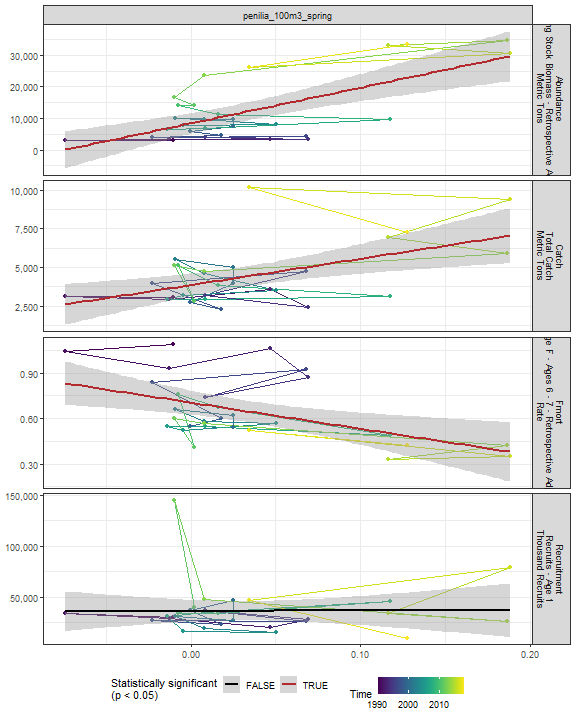 penilia_100m3_spring
30,000
20,000
10,000
0
Abundance
ng Stock Biomass - Retrospective A
Metric Tons
10,000
7,500
5,000
2,500
Catch
Total Catch
Metric Tons
0.90
0.60
0.30
Fmort
ge F - Ages 6 - 7 - Retrospective Ad
Rate
150,000
100,000
50,000
Recruitment
Recruits - Age 1
Thousand Recruits
0.00
0.10
0.20
Statistically significant
(p < 0.05)
FALSE
TRUE
Time
1990
2000
2010